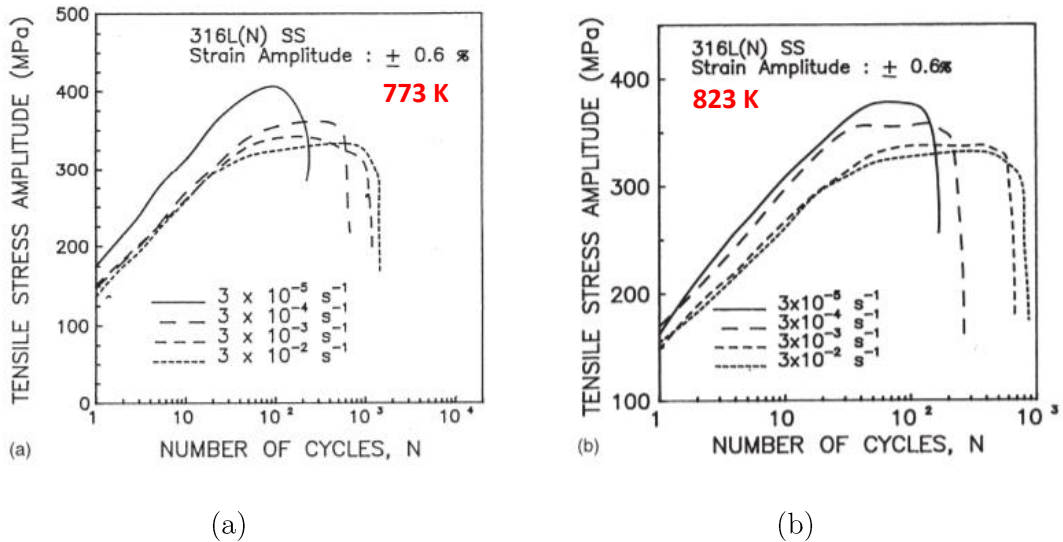 316L(N) SS
Strain Amplitude : ± 0.6 %
773 K
TENSILE STRESS AMPLITUDE (MPa)
500
400
300
200
100
0
3 x 10⁻⁵ s⁻¹
3 x 10⁻⁴ s⁻¹
3 x 10⁻³ s⁻¹
3 x 10⁻² s⁻¹
1
10
10²
10³
10⁴
NUMBER OF CYCLES, N
(a)
(a)
316L(N) SS
Strain Amplitude : ± 0.6%
823 K
TENSILE STRESS AMPLITUDE (MPa)
400
300
200
100
3x10⁻⁵ s⁻¹
3x10⁻⁴ s⁻¹
3x10⁻³ s⁻¹
3x10⁻² s⁻¹
1
10
10²
10³
NUMBER OF CYCLES, N
(b)
(b)